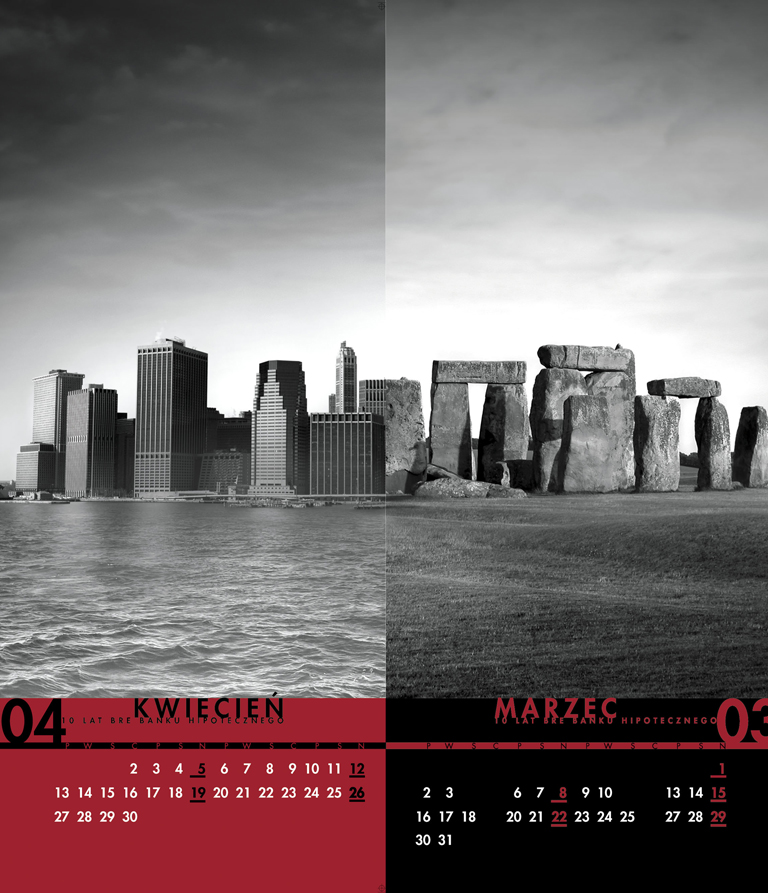 04 KWIECIEŃ
10 LAT BRE BANKU HIPOTECZNEGO
P W Ś C P S N P W Ś C P S N
2 3 4 5 6 7 8 9 10 11 12
13 14 15 16 17 18 19 20 21 22 23 24 25 26
27 28 29 30
MARZEC 03
10 LAT BRE BANKU HIPOTECZNEGO
P W Ś C P S N P W Ś C P S N
1
2 3 6 7 8 9 10 13 14 15
16 17 18 20 21 22 23 24 25 27 28 29
30 31